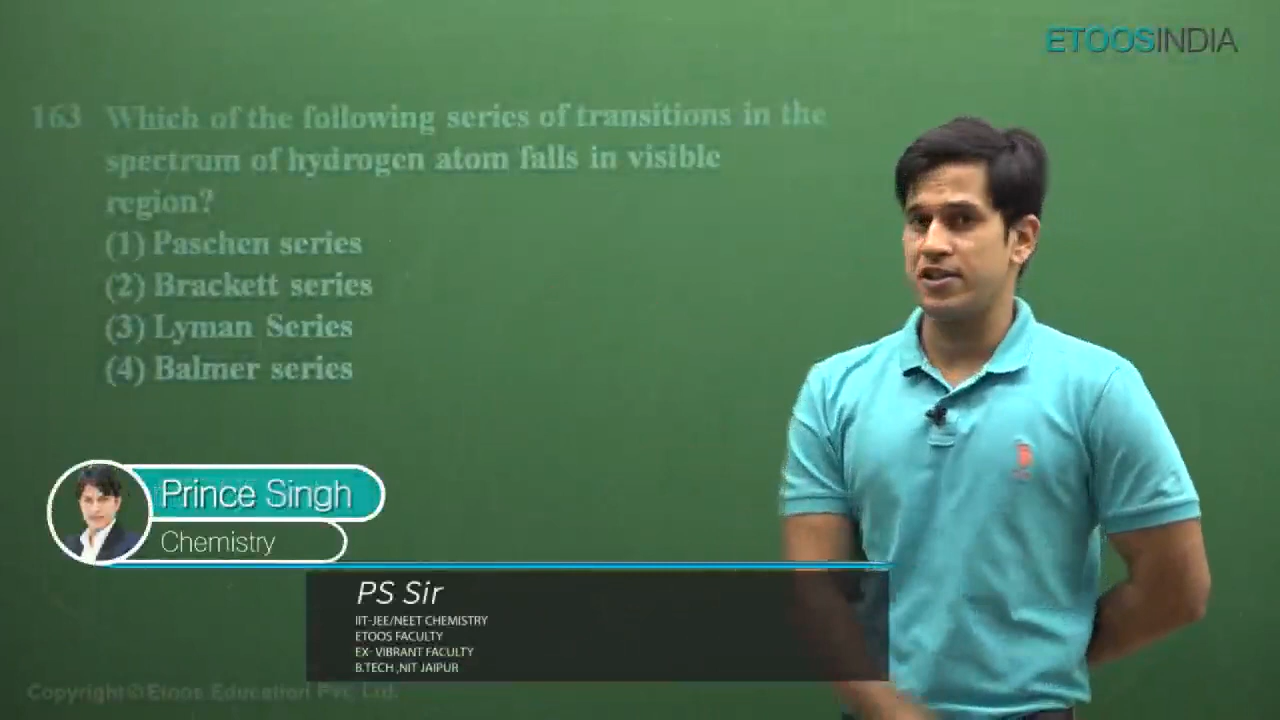 ETOOSINDIA
163 Which of the following series of transitions in the
spectrum of hydrogen atom falls in visible
region?
(1) Paschen series
(2) Brackett series
(3) Lyman Series
(4) Balmer series
Prince Singh
Chemistry
PS Sir
IIT-JEE/NEET CHEMISTRY
ETOOS FACULTY
EX- VIBRANT FACULTY
B.TECH ,NIT JAIPUR
Copyright©Etoos Education Pvt. Ltd.